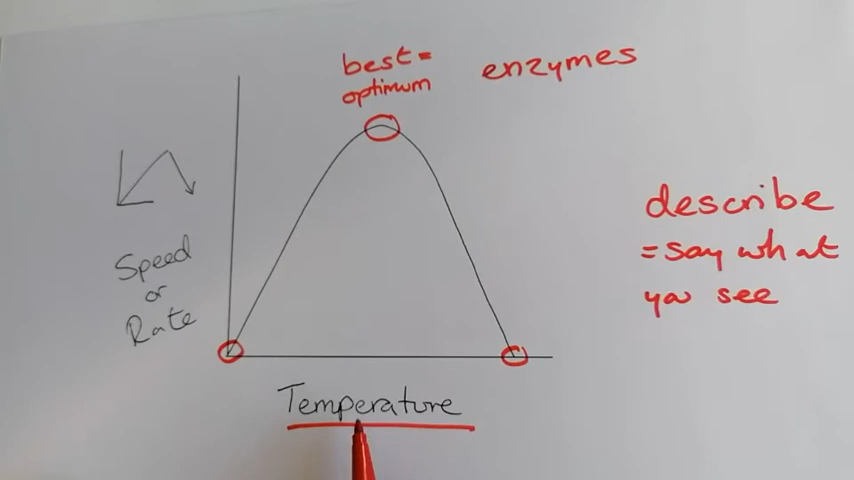 best =
optimum
enzymes
Speed
or
Rate
describe
= say what
you see
Temperature